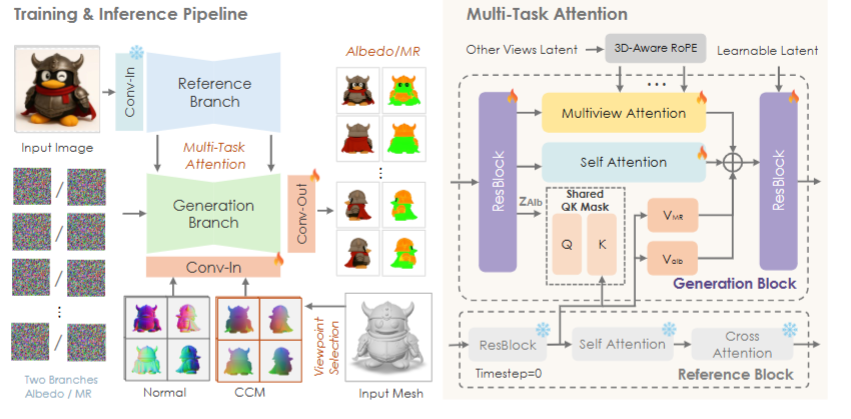 Training & Inference Pipeline
Input Image
Conv-In
Reference
Branch
Multi-Task
Attention
Generation
Branch
Conv-Out
Albedo/MR
Conv-In
/
/
/
/
Two Branches
Albedo / MR
Normal
CCM
Viewpoint
Selection
Input Mesh
Multi-Task Attention
Other Views Latent
3D-Aware RoPE
Learnable Latent
ResBlock
Multiview Attention
Self Attention
ZAlb
Shared
QK Mask
Q
K
VMR
Valb
ResBlock
Generation Block
ResBlock
Self Attention
Cross
Attention
Timestep=0
Reference Block